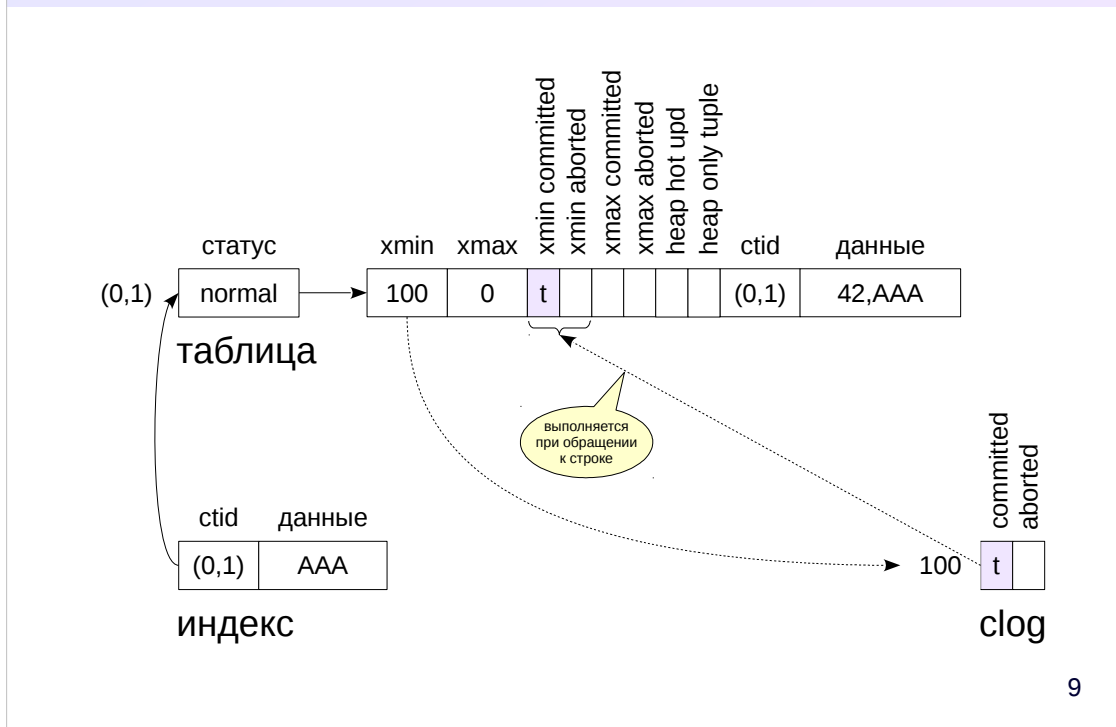 xmin committed
xmin aborted
xmax committed
xmax aborted
heap hot upd
heap only tuple
статус xmin xmax ctid данные
(0,1) normal 100 0 t (0,1) 42,AAA
таблица
выполняется
при обращении
к строке
committed
aborted
ctid данные
(0,1) AAA 100 t
индекс clog
9